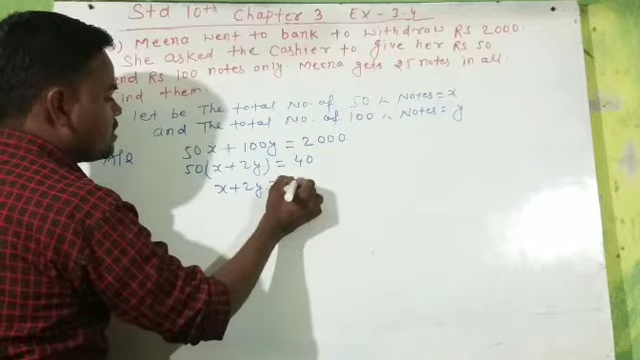 Std 10th Chapter 3 Ex-3.4
) Meena went to bank to withdraw Rs 2000.
She asked the cashier to give her Rs 50
and Rs 100 notes only. Meena gets 25 notes in all.
ind them.
let be The total No. of 50 Notes = x
and The total No. of 100 Notes = y
50x + 100y = 2000
50(x+2y) = 40
x+2y =